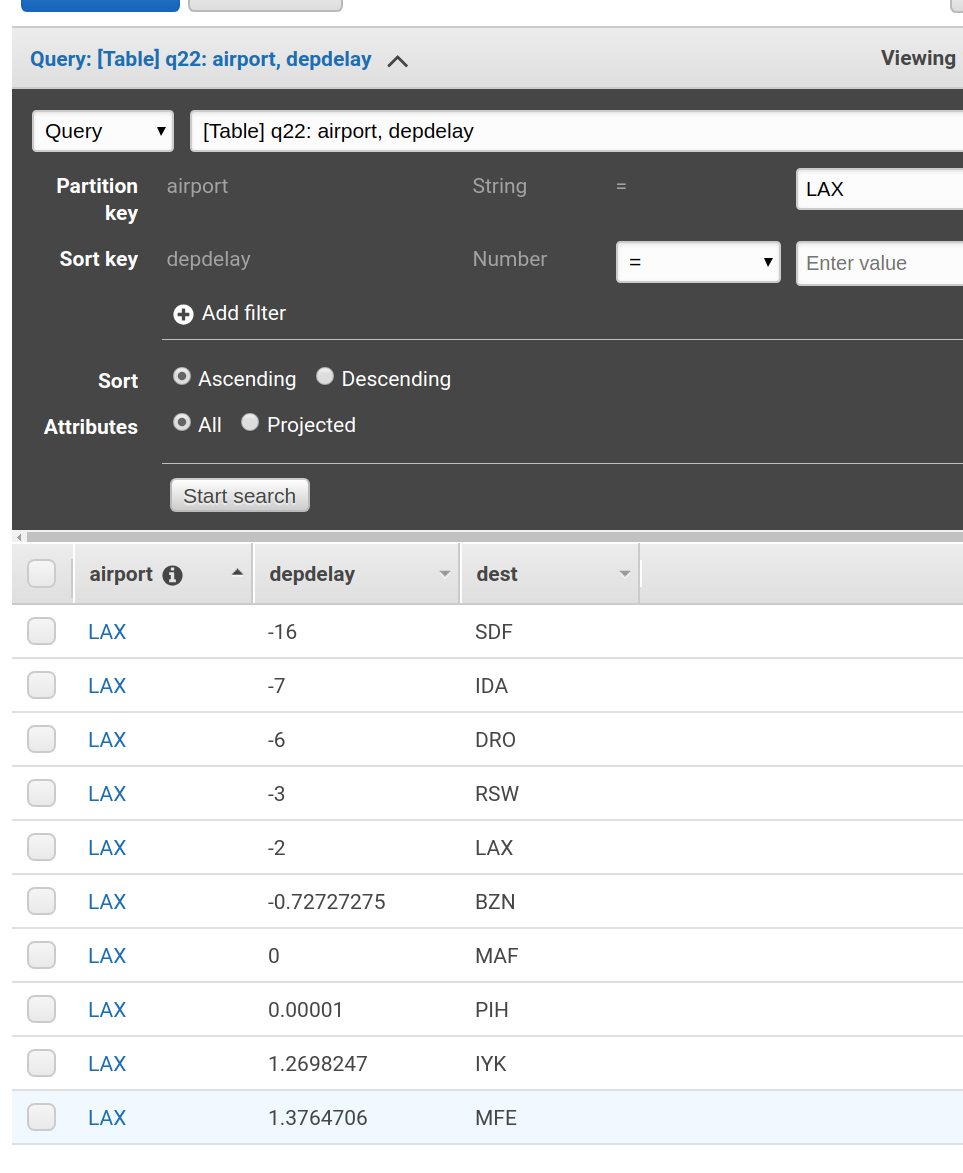 Query: [Table] q22: airport, depdelay Viewing
Query [Table] q22: airport, depdelay
Partition key airport String = LAX
Sort key depdelay Number = Enter value
Add filter
Sort Ascending Descending
Attributes All Projected
Start search
airport depdelay dest
LAX -16 SDF
LAX -7 IDA
LAX -6 DRO
LAX -3 RSW
LAX -2 LAX
LAX -0.72727275 BZN
LAX 0 MAF
LAX 0.00001 PIH
LAX 1.2698247 IYK
LAX 1.3764706 MFE